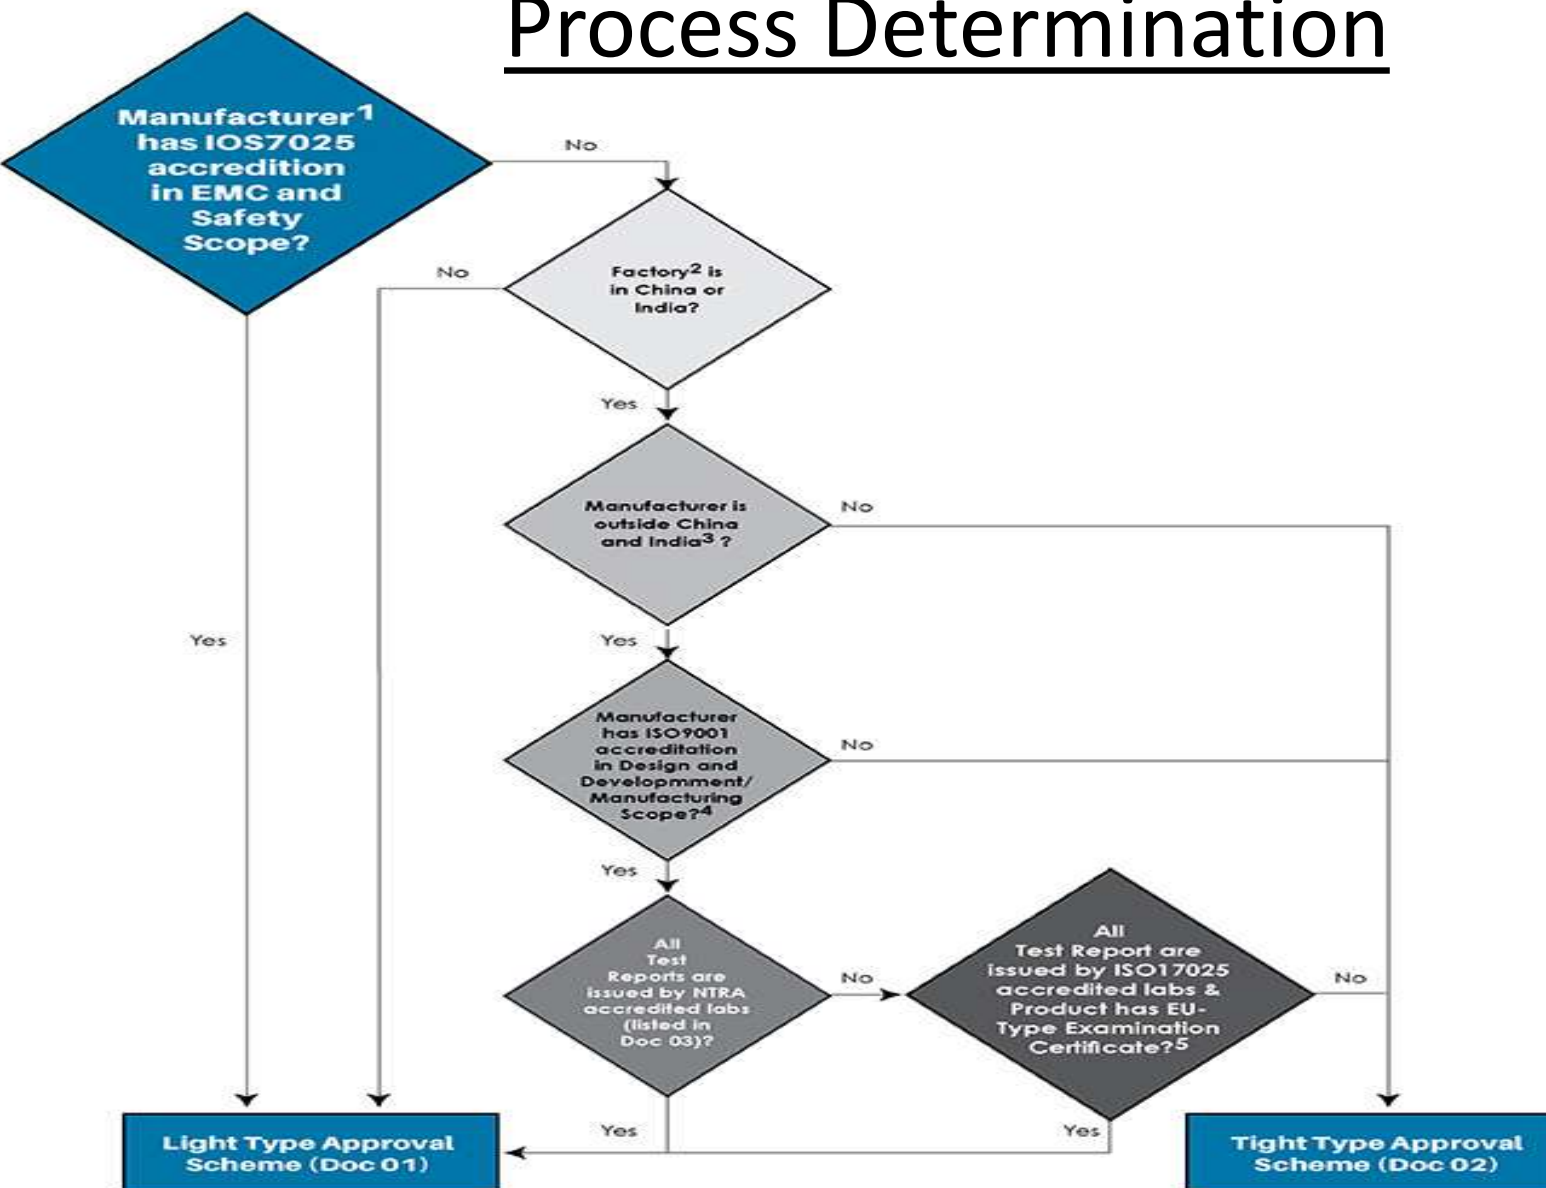 Process Determination
Manufacturer1
has IOS7025
accredition
in EMC and
Safety
Scope?
No
Factory2 is
in China or
India?
No
Yes
Manufacturer is
outside China
and India3 ?
No
Yes
Yes
Manufacturer
has ISO9001
accreditation
in Design and
Developmment/
Manufacturing
Scope?4
No
Yes
All
Test
Reports are
issued by NTRA
accredited labs
(listed in
Doc 03)?
No
All
Test Report are
issued by ISO17025
accredited labs &
Product has EU-
Type Examination
Certificate?5
No
Yes
Yes
Light Type Approval
Scheme (Doc 01)
Tight Type Approval
Scheme (Doc 02)